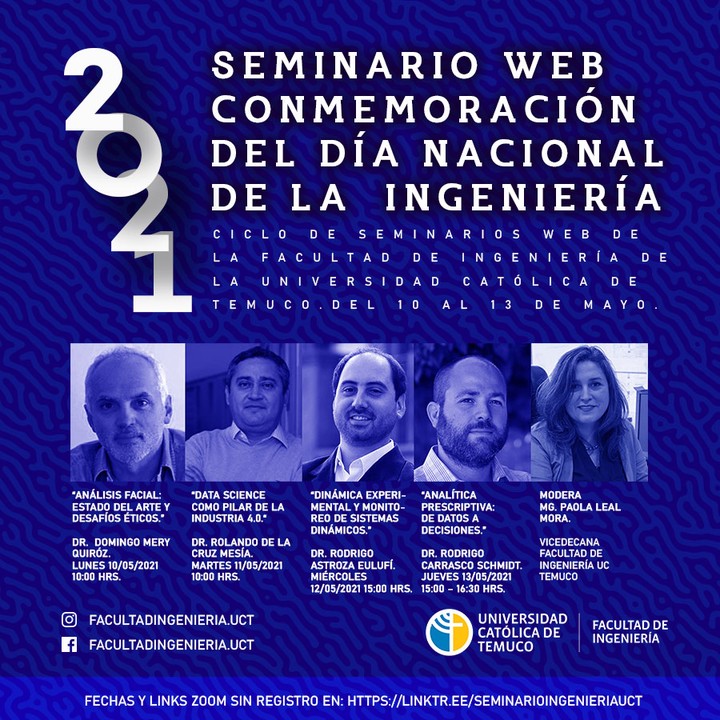 2021
SEMINARIO WEB
CONMEMORACIÓN
DEL DÍA NACIONAL
DE LA INGENIERÍA
CICLO DE SEMINARIOS WEB DE
LA FACULTAD DE INGENIERÍA DE
LA UNIVERSIDAD CATÓLICA DE
TEMUCO.DEL 10 AL 13 DE MAYO.
"ANÁLISIS FACIAL:
ESTADO DEL ARTE Y
DESAFÍOS ÉTICOS."
DR. DOMINGO MERY
QUIRÓZ.
LUNES 10/05/2021
10:00 HRS.
"DATA SCIENCE
COMO PILAR DE LA
INDUSTRIA 4.0."
DR. ROLANDO DE LA
CRUZ MESÍA.
MARTES 11/05/2021
10:00 HRS.
"DINÁMICA EXPERI-
MENTAL Y MONITO-
REO DE SISTEMAS
DINÁMICOS."
DR. RODRIGO
ASTROZA EULUFÍ.
MIÉRCOLES
12/05/2021 15:00 HRS.
"ANALÍTICA
PRESCRIPTIVA:
DE DATOS A
DECISIONES."
DR. RODRIGO
CARRASCO SCHMIDT.
JUEVES 13/05/2021
15:00 – 16:30 HRS.
MODERA
MG. PAOLA LEAL
MORA.
VICEDECANA
FACULTAD DE
INGENIERÍA UC
TEMUCO
FACULTADINGENIERIA.UCT
FACULTADINGENIERIA.UCT
UNIVERSIDAD
CATÓLICA DE
TEMUCO
FACULTAD DE
INGENIERÍA
FECHAS Y LINKS ZOOM SIN REGISTRO EN: HTTPS://LINKTR.EE/SEMINARIOINGENIERIAUCT